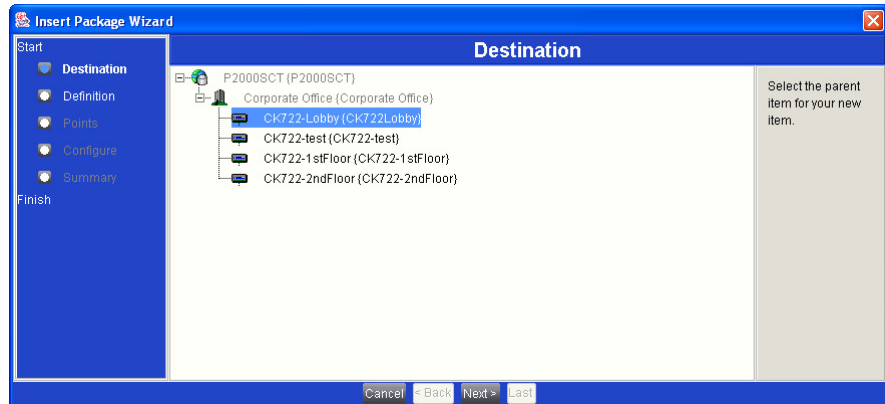 Insert Package Wizard
Start
Destination
Definition
Points
Configure
Summary
Finish
Destination
P2000SCT {P2000SCT}
Corporate Office {Corporate Office}
CK722-Lobby {CK722Lobby}
CK722-test {CK722-test}
CK722-1stFloor {CK722-1stFloor}
CK722-2ndFloor {CK722-2ndFloor}
Select the parent
item for your new
item.
Cancel < Back Next > Last